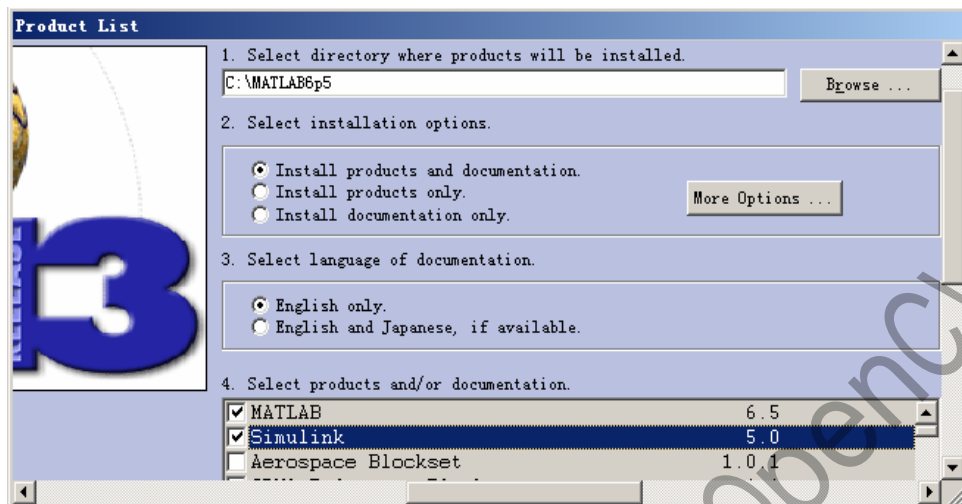 Product List
1. Select directory where products will be installed.
C:\MATLAB6p5
Browse ...
2. Select installation options.
Install products and documentation.
Install products only.
More Options ...
Install documentation only.
3. Select language of documentation.
English only.
English and Japanese, if available.
4. Select products and/or documentation.
MATLAB 6.5
Simulink 5.0
Aerospace Blockset 1.0.1
RELEASE
13